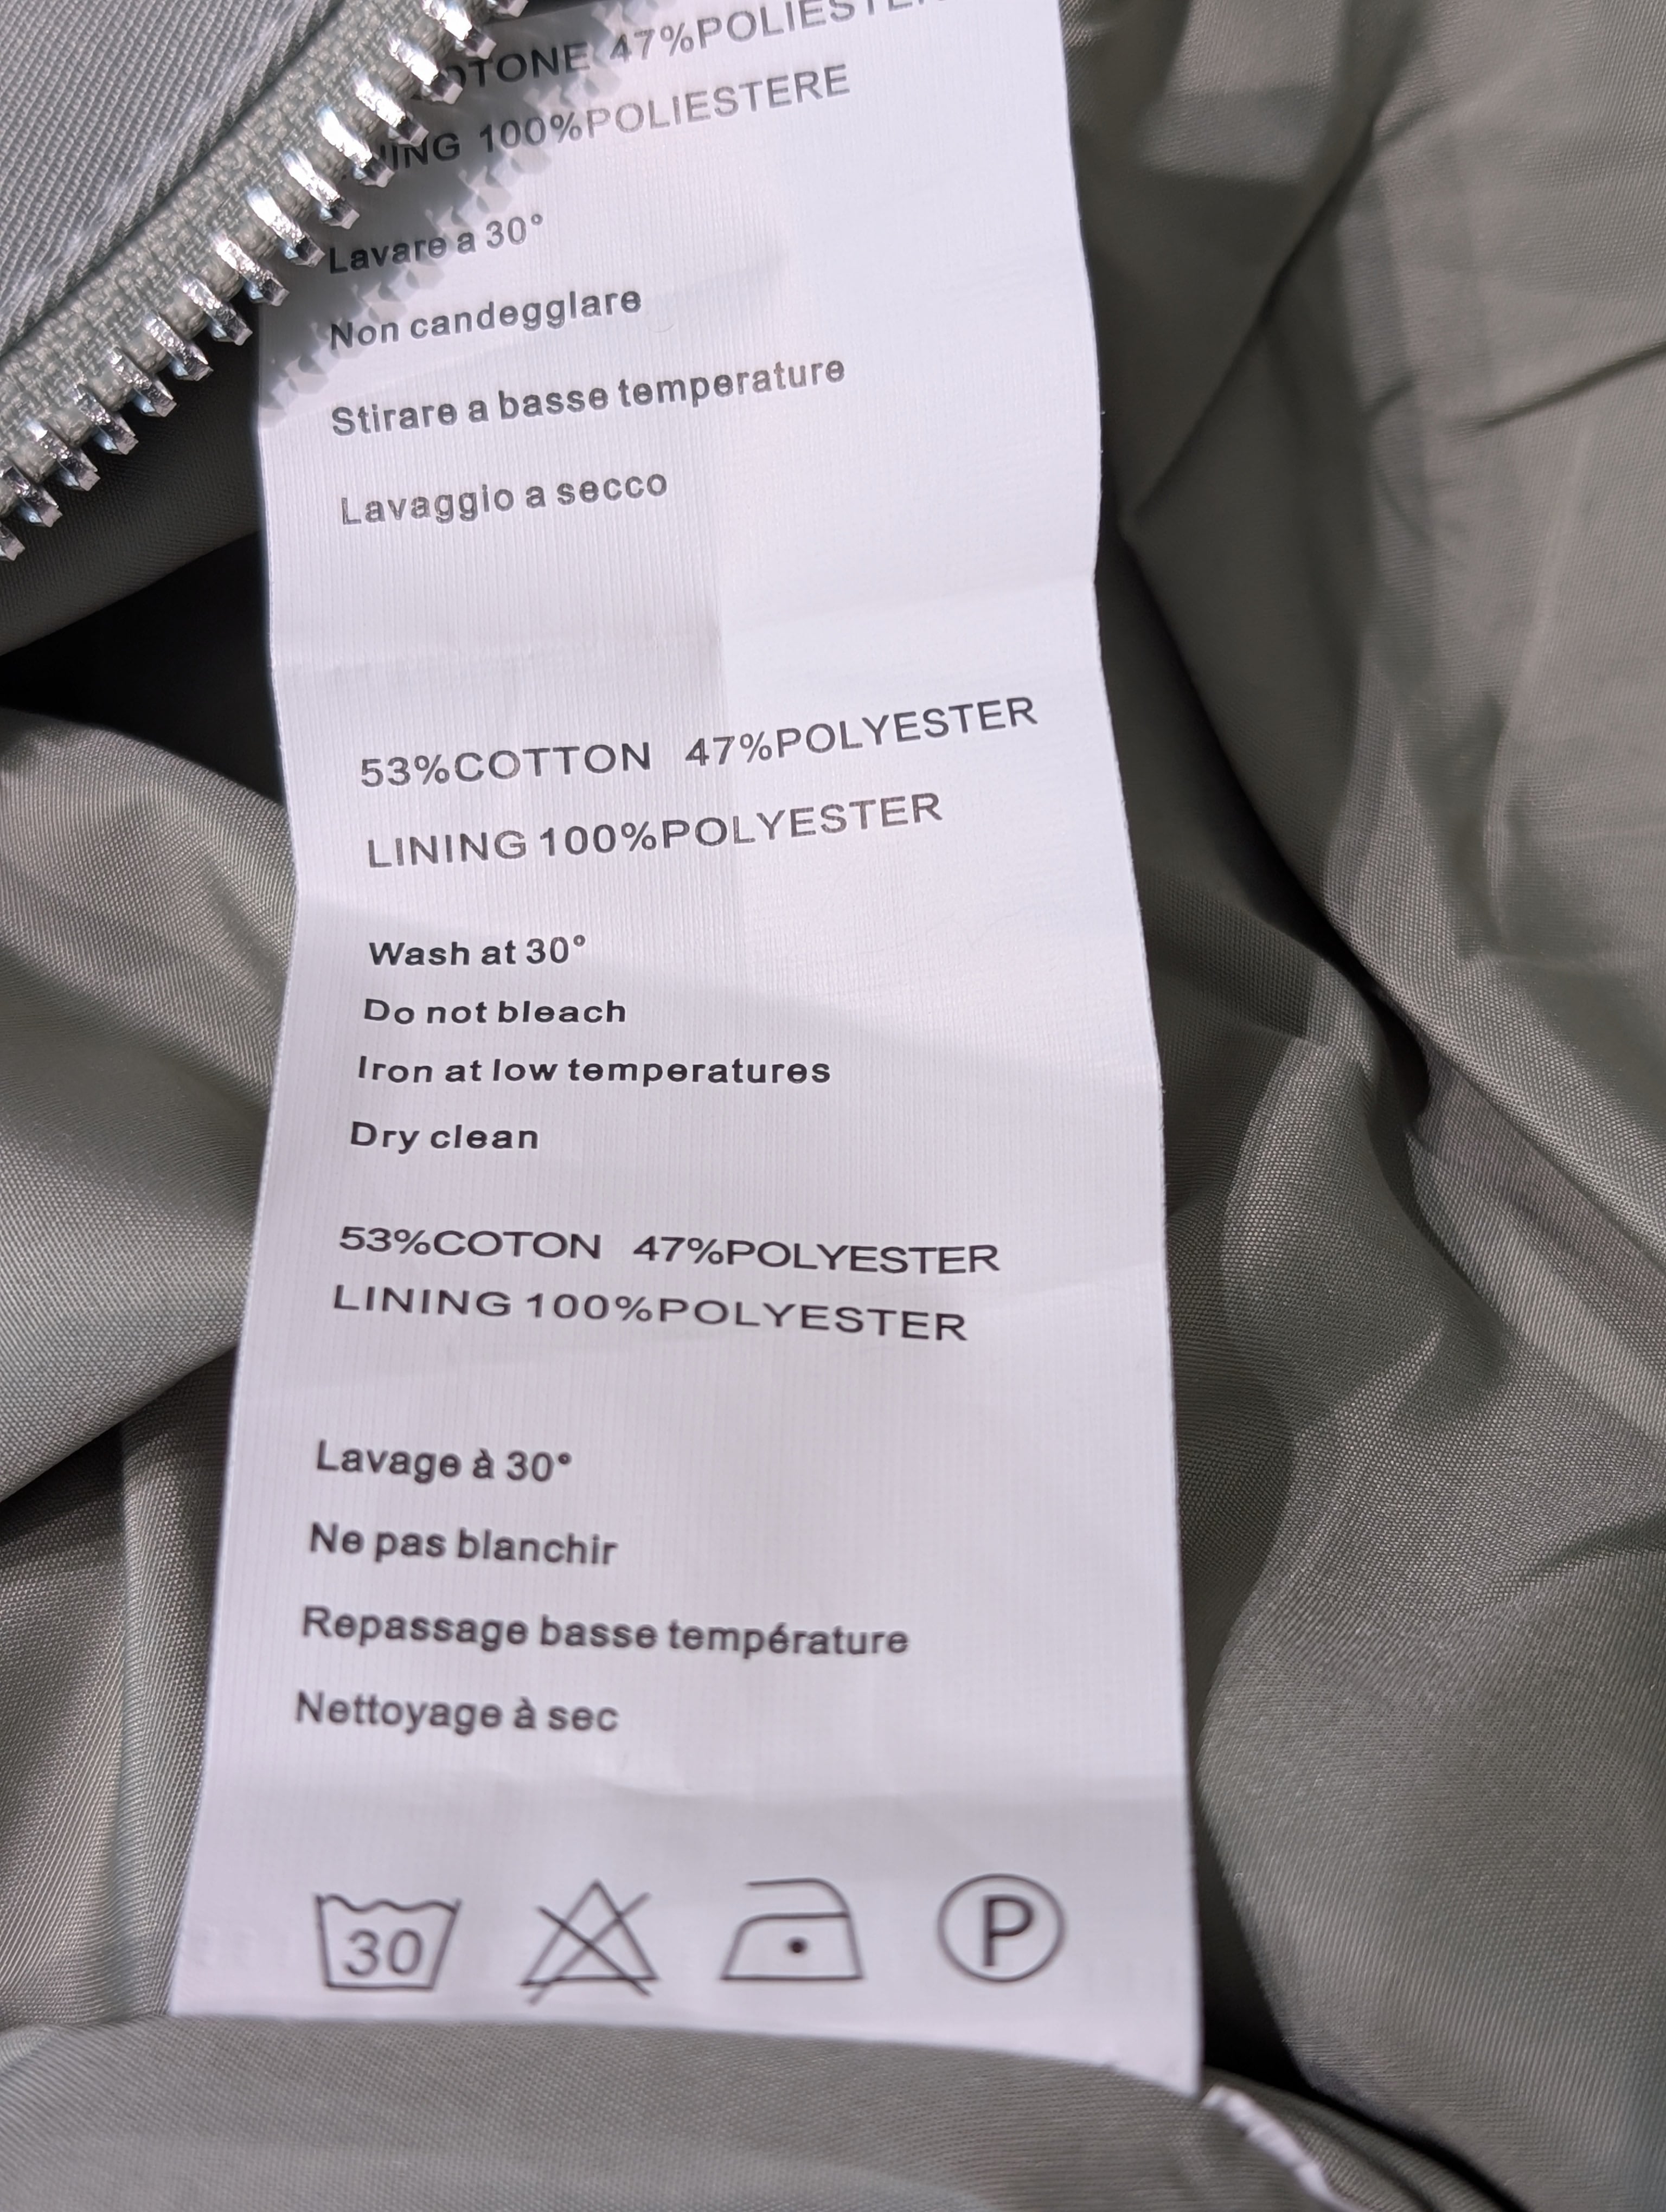 47%POLIESTERE
100%POLIESTERE
Lavare a 30°
Non candegglare
Stirare a basse temperature
Lavaggio a secco
53%COTTON 47%POLYESTER
LINING 100%POLYESTER
Wash at 30°
Do not bleach
Iron at low temperatures
Dry clean
53%COTON 47%POLYESTER
LINING 100%POLYESTER
Lavage à 30°
Ne pas blanchir
Repassage basse température
Nettoyage à sec
30 P